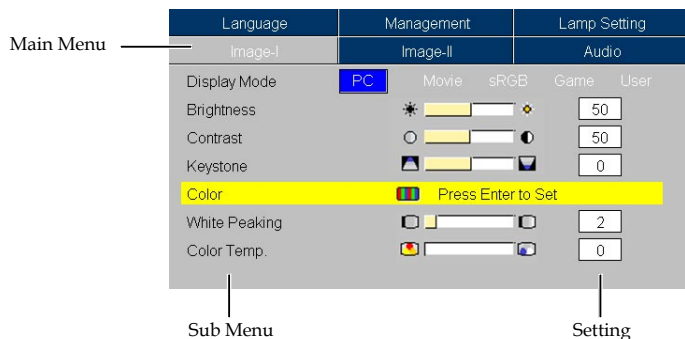 Language Management Lamp Setting
Main Menu
Image-I Image-II Audio
Display Mode PC Movie sRGB Game User
Brightness 50
Contrast 50
Keystone 0
Color Press Enter to Set
White Peaking 2
Color Temp. 0
Sub Menu Setting